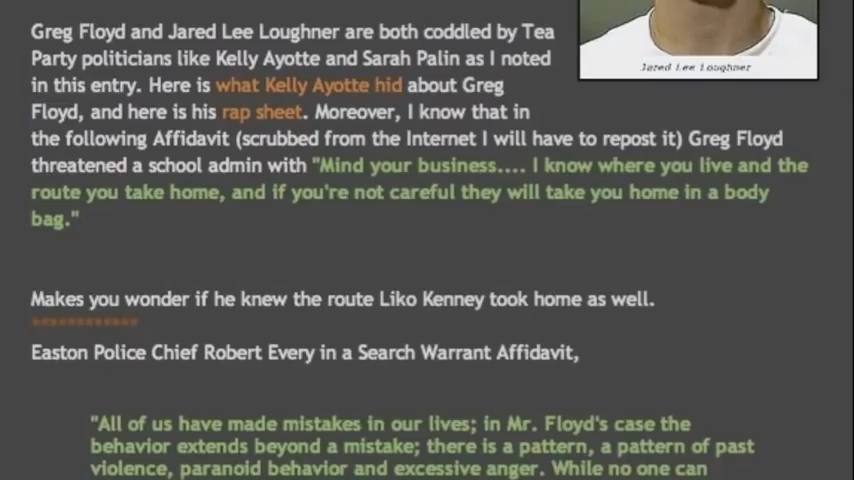 Greg Floyd and Jared Lee Loughner are both coddled by Tea
Party politicians like Kelly Ayotte and Sarah Palin as I noted
in this entry. Here is what Kelly Ayotte hid about Greg
Floyd, and here is his rap sheet. Moreover, I know that in
the following Affidavit (scrubbed from the Internet I will have to repost it) Greg Floyd
threatened a school admin with "Mind your business.... I know where you live and the
route you take home, and if you're not careful they will take you home in a body
bag."
Jared Lee Loughner
Makes you wonder if he knew the route Liko Kenney took home as well.
************
Easton Police Chief Robert Every in a Search Warrant Affidavit,
"All of us have made mistakes in our lives; in Mr. Floyd's case the
behavior extends beyond a mistake; there is a pattern, a pattern of past
violence, paranoid behavior and excessive anger. While no one can